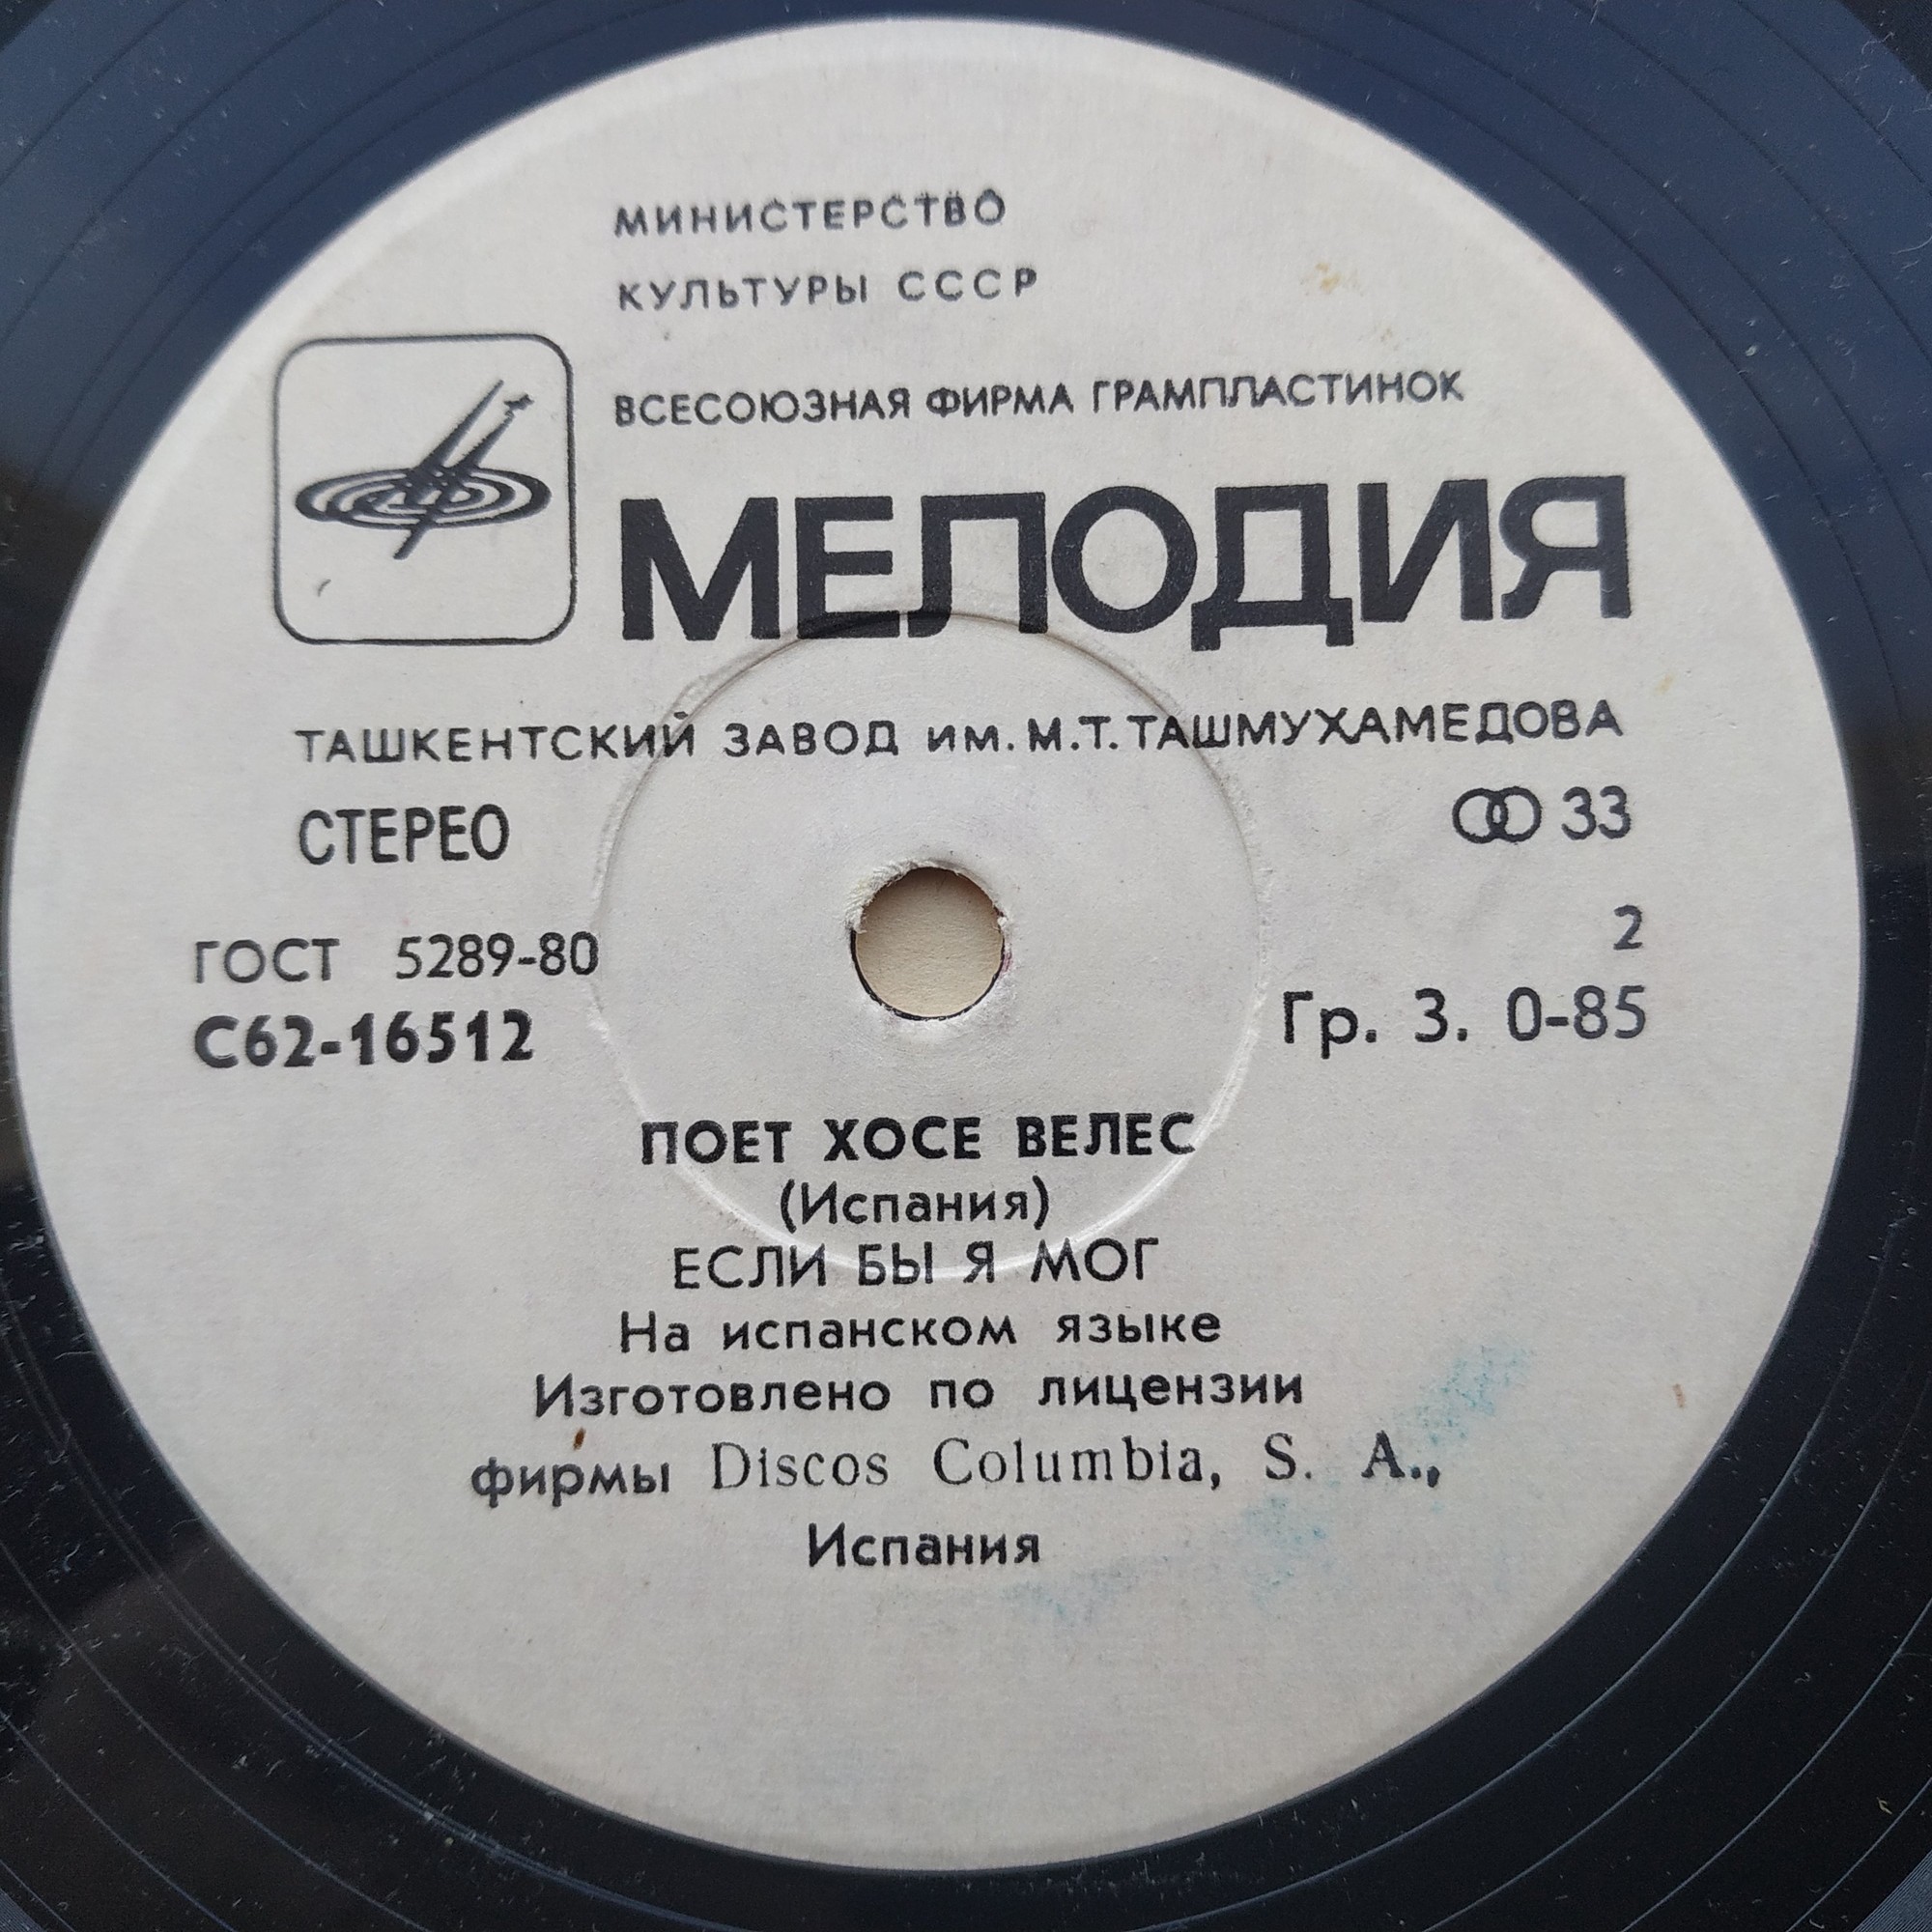 МИНИСТЕРСТВО
КУЛЬТУРЫ СССР
ВСЕСОЮЗНАЯ ФИРМА ГРАМПЛАСТИНОК
МЕЛОДИЯ
ТАШКЕНТСКИЙ ЗАВОД им. М.Т. ТАШМУХАМЕДОВА
СТЕРЕО 33
2
ГОСТ 5289-80
С62-16512 Гр. 3. 0-85
ПОЕТ ХОСЕ ВЕЛЕС
(Испания)
ЕСЛИ БЫ Я МОГ
На испанском языке
Изготовлено по лицензии
фирмы Discos Columbia, S. A.,
Испания